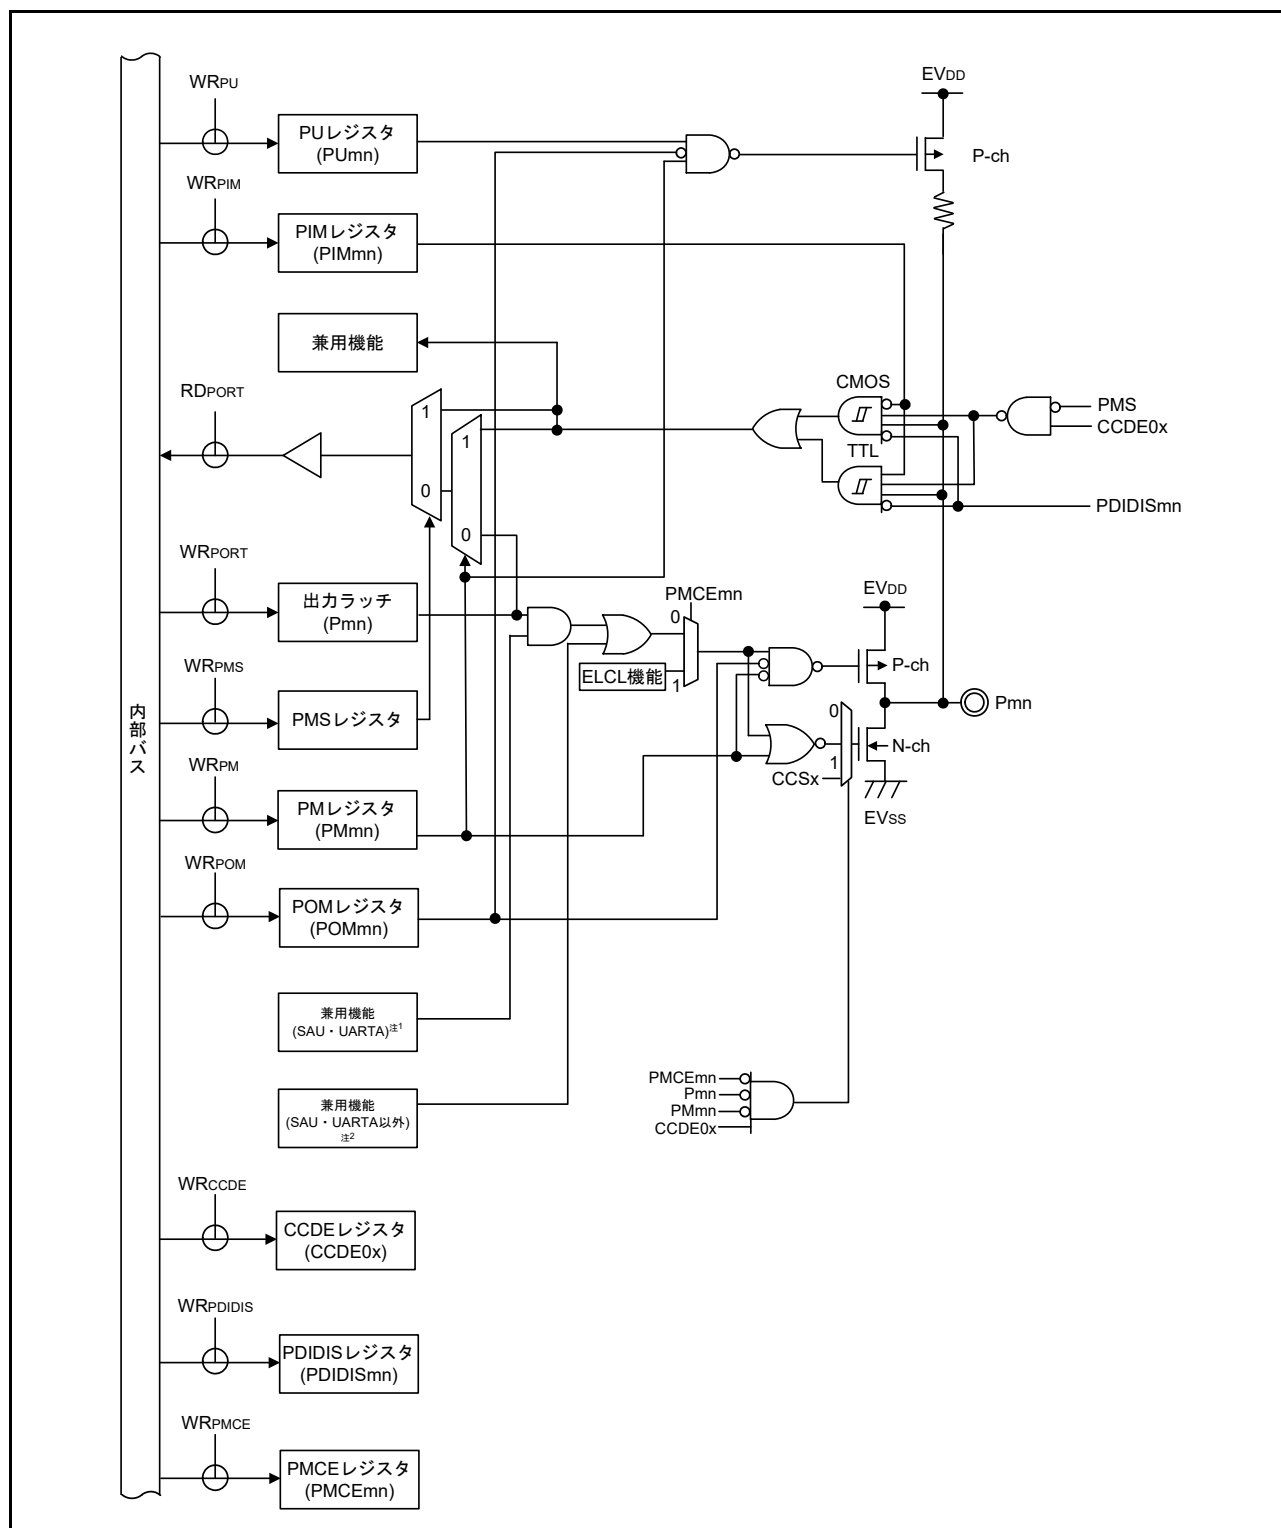 WRPU
PUレジスタ
(PUmn)
EVDD
P-ch
WRPIM
PIMレジスタ
(PIMmn)
兼用機能
RDPORT
1
1
0
0
CMOS
TTL
PMS
CCDE0x
PDIDISmn
WRPORT
出力ラッチ
(Pmn)
PMCEmn
0
ELCL機能
1
EVDD
P-ch
Pmn
WRPMS
PMSレジスタ
内部バス
0
1
N-ch
CCSx
EVSS
WRPM
PMレジスタ
(PMmn)
WRPOM
POMレジスタ
(POMmn)
兼用機能
(SAU・UARTA)注1
兼用機能
(SAU・UARTA以外)
注2
PMCEmn
Pmn
PMmn
CCDE0x
WRCCDE
CCDEレジスタ
(CCDE0x)
WRPDIDIS
PDIDISレジスタ
(PDIDISmn)
WRPMCE
PMCEレジスタ
(PMCEmn)